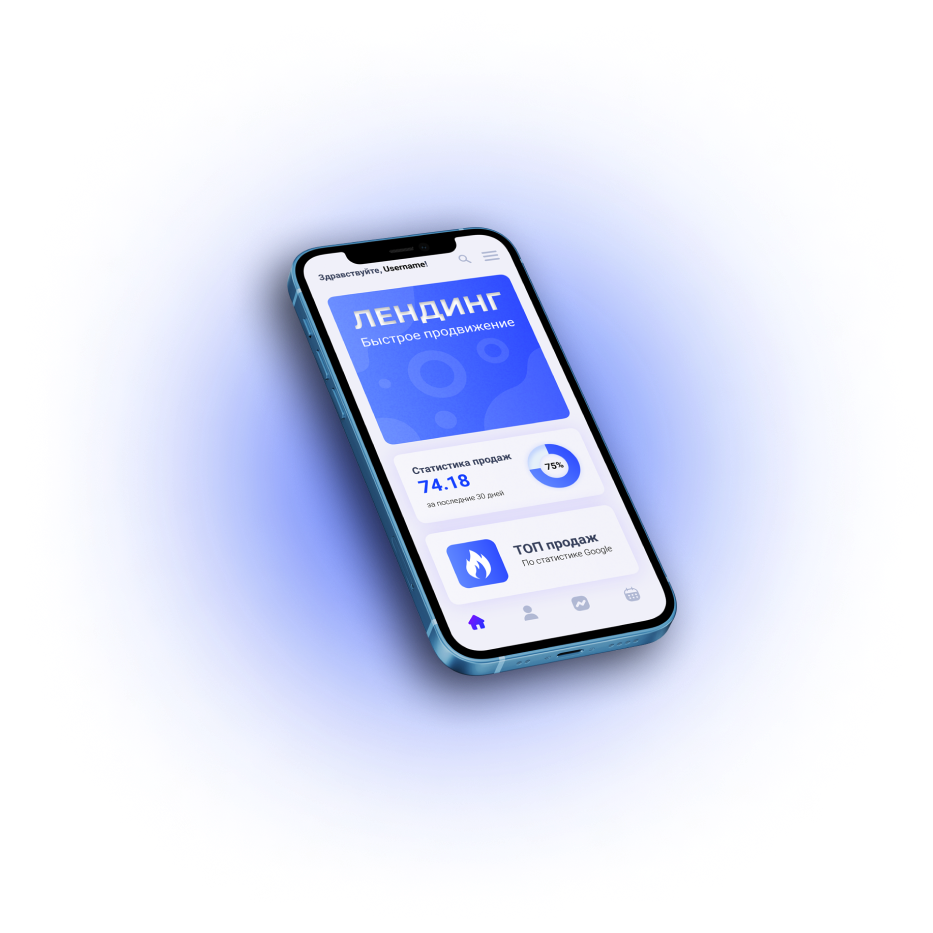 Здравствуйте, Username!
ЛЕНДИНГ
Быстрое продвижение
Статистика продаж
74.18
за последние 30 дней
75%
ТОП продаж
По статистике Google